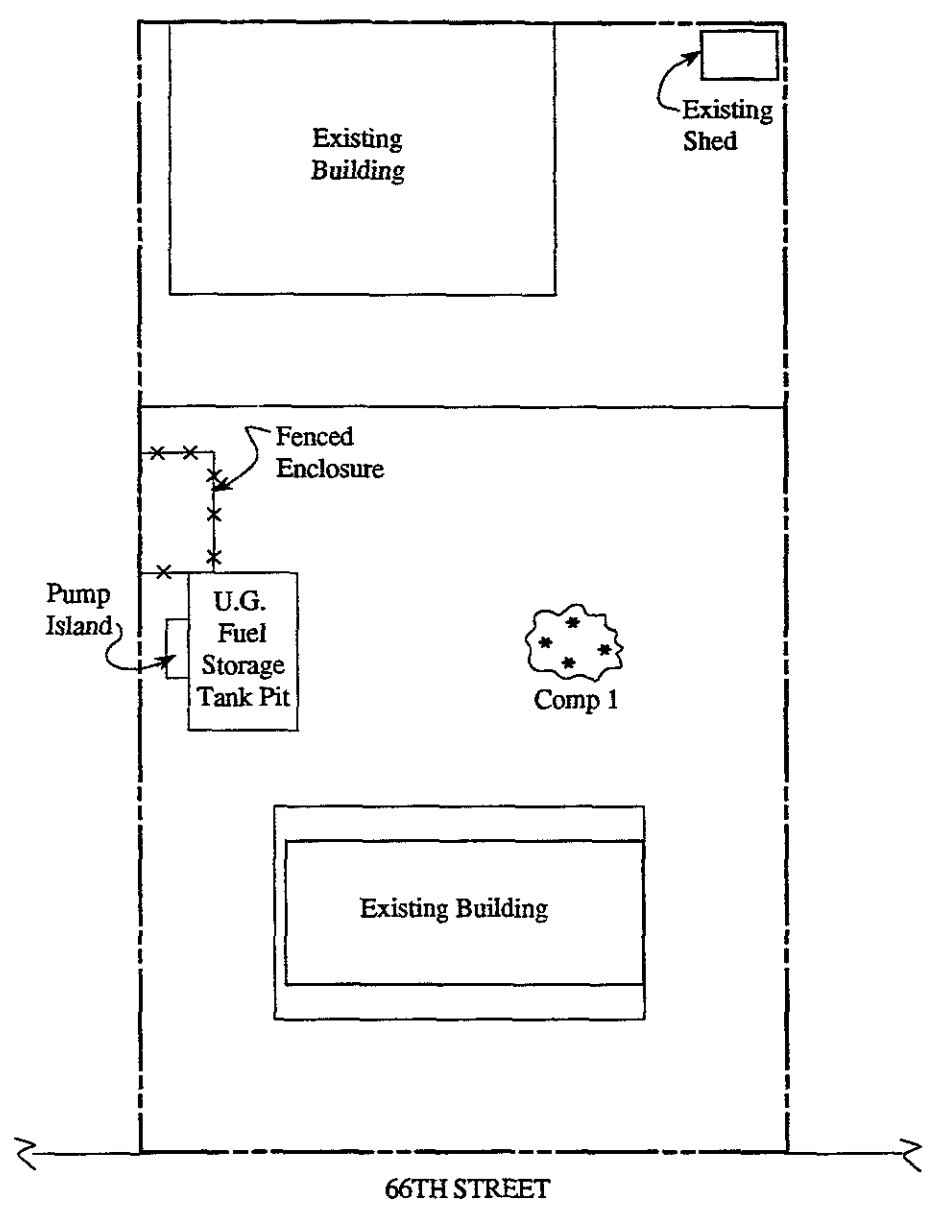 Existing
Building
Existing
Shed
Fenced
Enclosure
Pump
Island
U.G.
Fuel
Storage
Tank Pit
Comp 1
Existing Building
66TH STREET